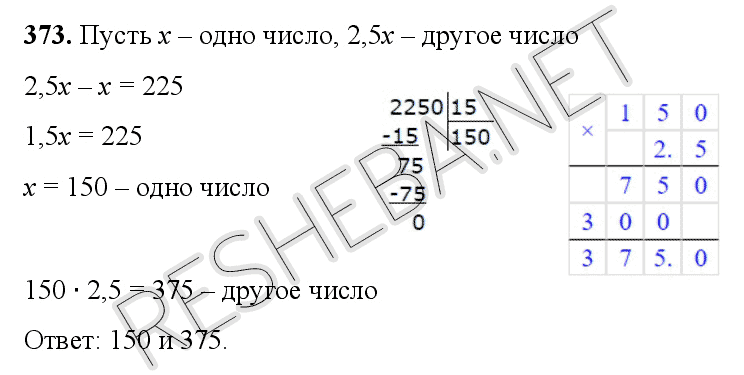 373. Пусть x – одно число, 2,5x – другое число
2,5x – x = 225
1,5x = 225
x = 150 – одно число
2250 15
-15 150
75
-75
0
× 1 5 0
2. 5
7 5 0
3 0 0
3 7 5. 0
150 · 2,5 = 375 – другое число
Ответ: 150 и 375.
RESHEBA.NET